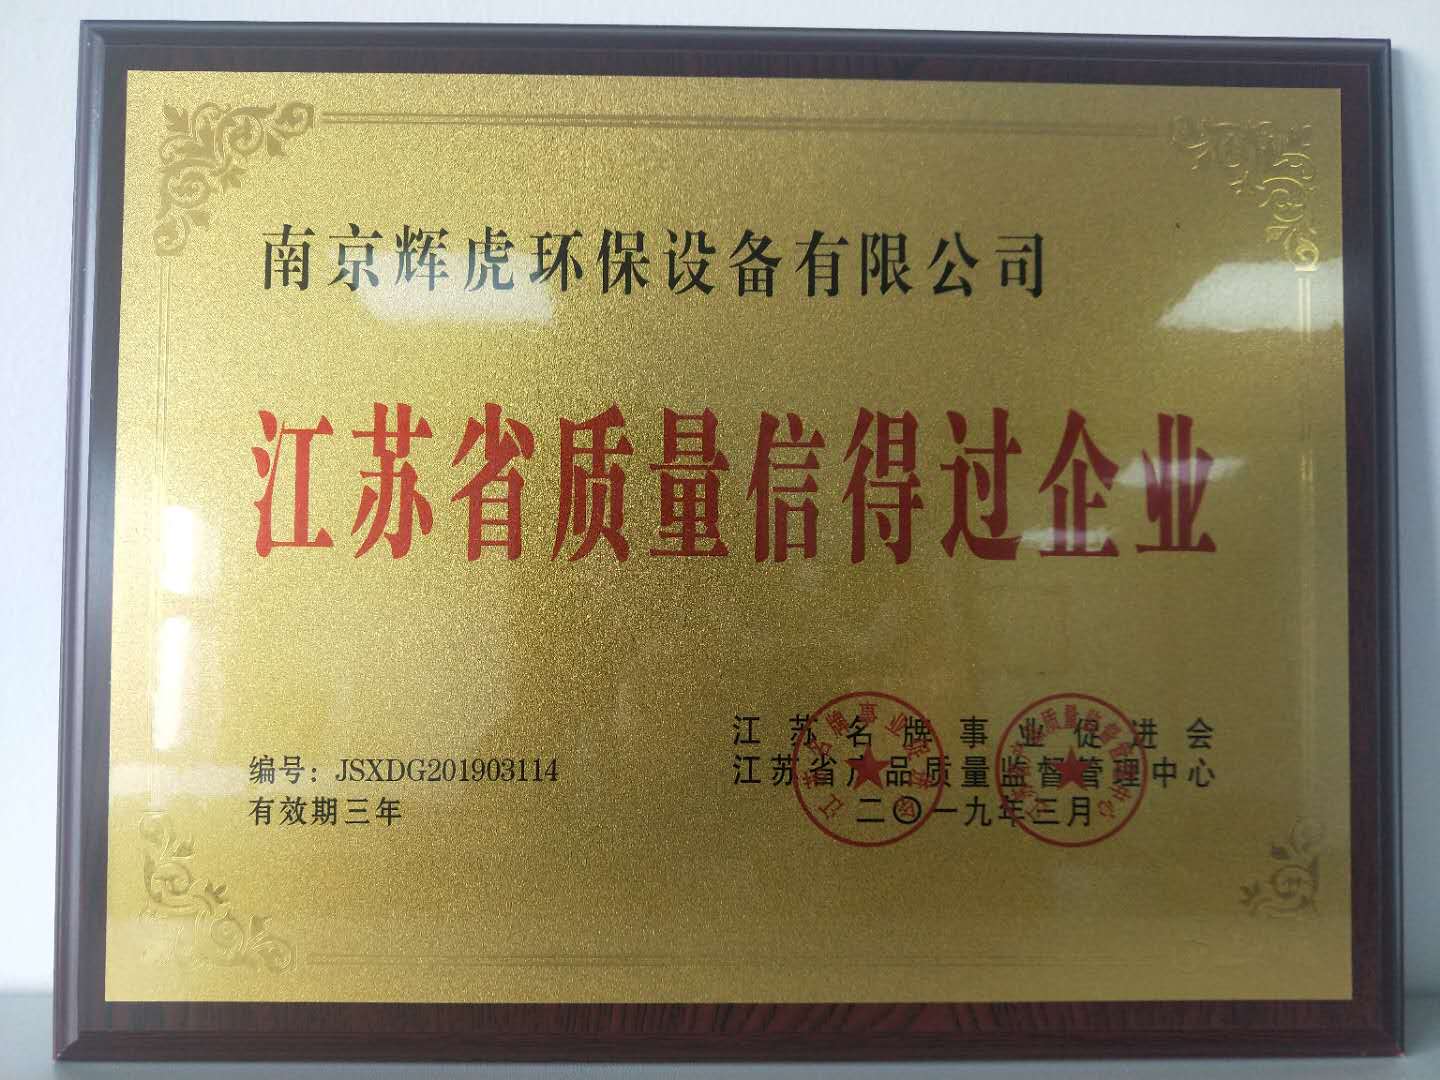 南京辉虎环保设备有限公司
江苏省质量信得过企业
编号：JSXDG201903114
有效期三年
江苏名牌事业促进会
江苏省产品质量监督管理中心
二〇一九年三月